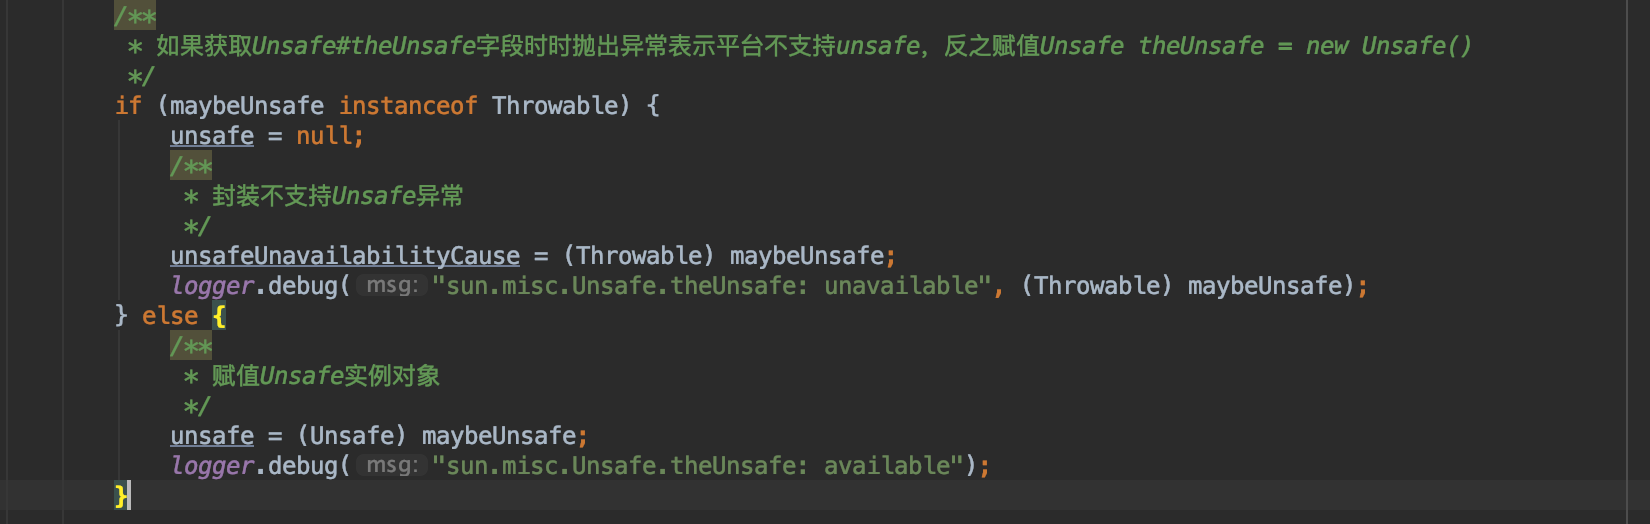 /**
 * 如果获取Unsafe#theUnsafe字段时时抛出异常表示平台不支持unsafe，反之赋值Unsafe theUnsafe = new Unsafe()
 */
if (maybeUnsafe instanceof Throwable) {
unsafe = null;
/**
 * 封装不支持Unsafe异常
 */
unsafeUnavailabilityCause = (Throwable) maybeUnsafe;
logger.debug( msg: "sun.misc.Unsafe.theUnsafe: unavailable", (Throwable) maybeUnsafe);
} else {
/**
 * 赋值Unsafe实例对象
 */
unsafe = (Unsafe) maybeUnsafe;
logger.debug( msg: "sun.misc.Unsafe.theUnsafe: available");
}